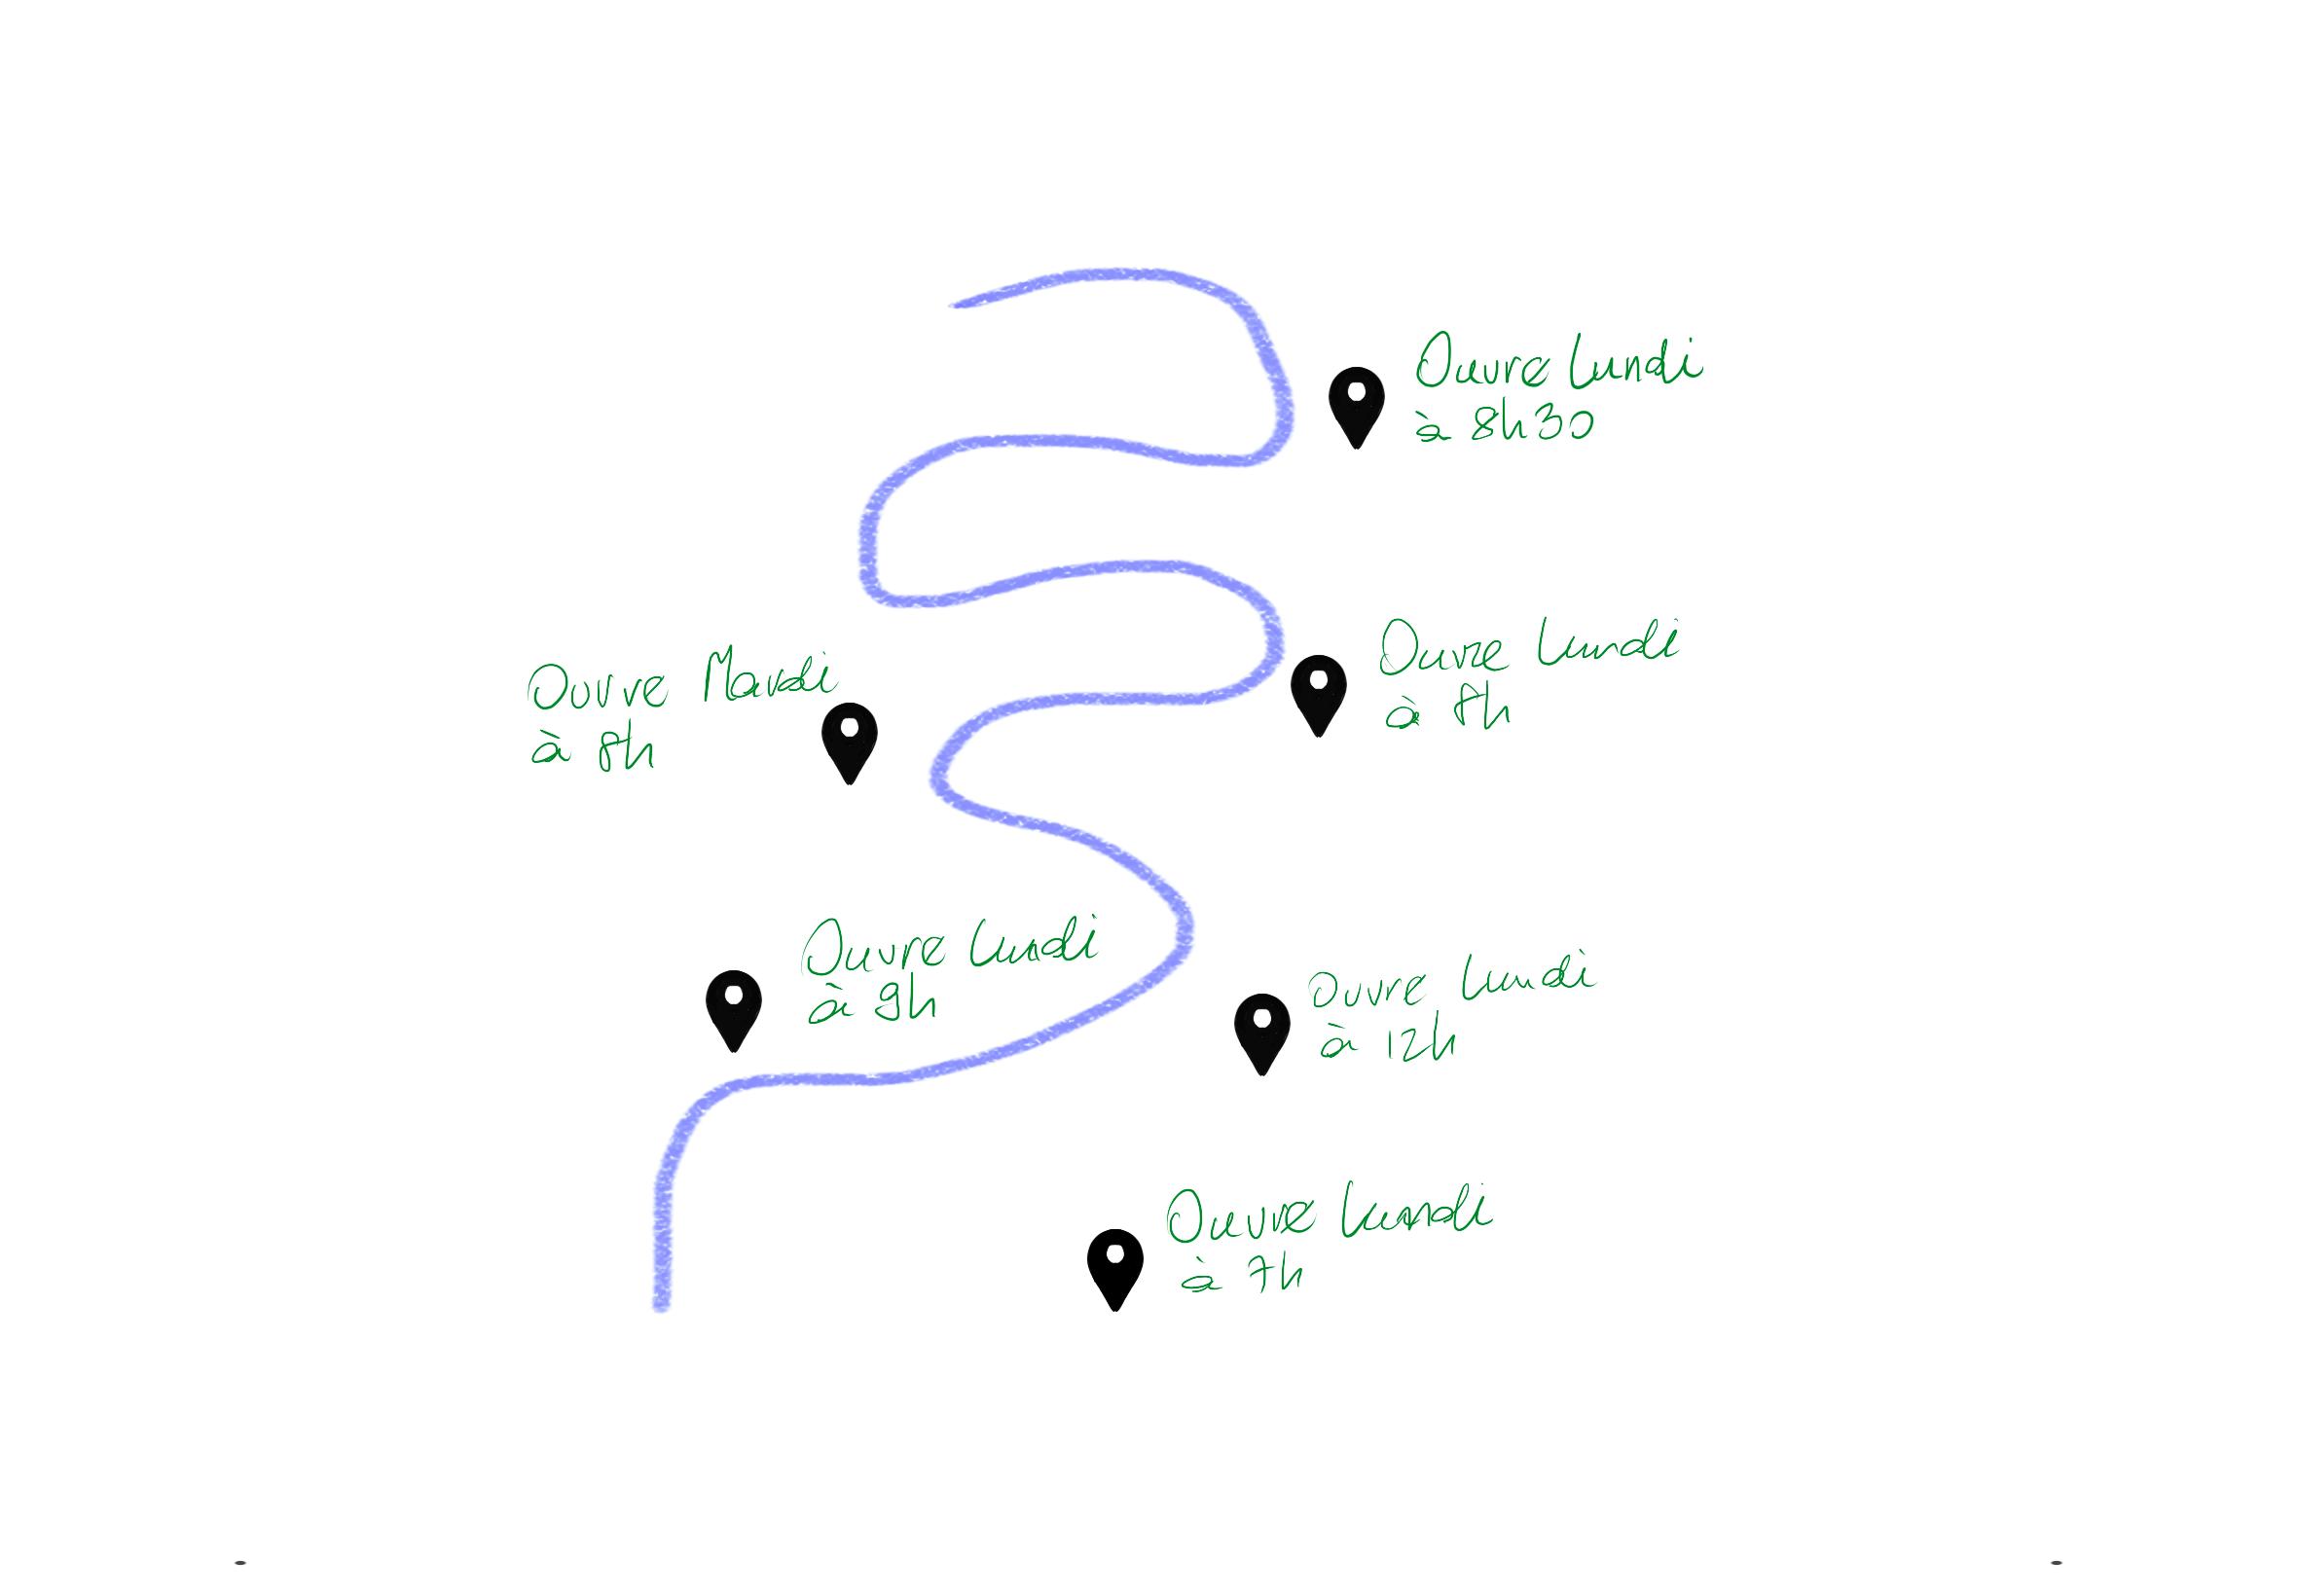 Ouvre Lundi
à 8h30
Ouvre Lundi
à 8h
Ouvre Mardi
à 8h
Ouvre Lundi
à 9h
Ouvre Lundi
à 12h
Ouvre Lundi
à 7h